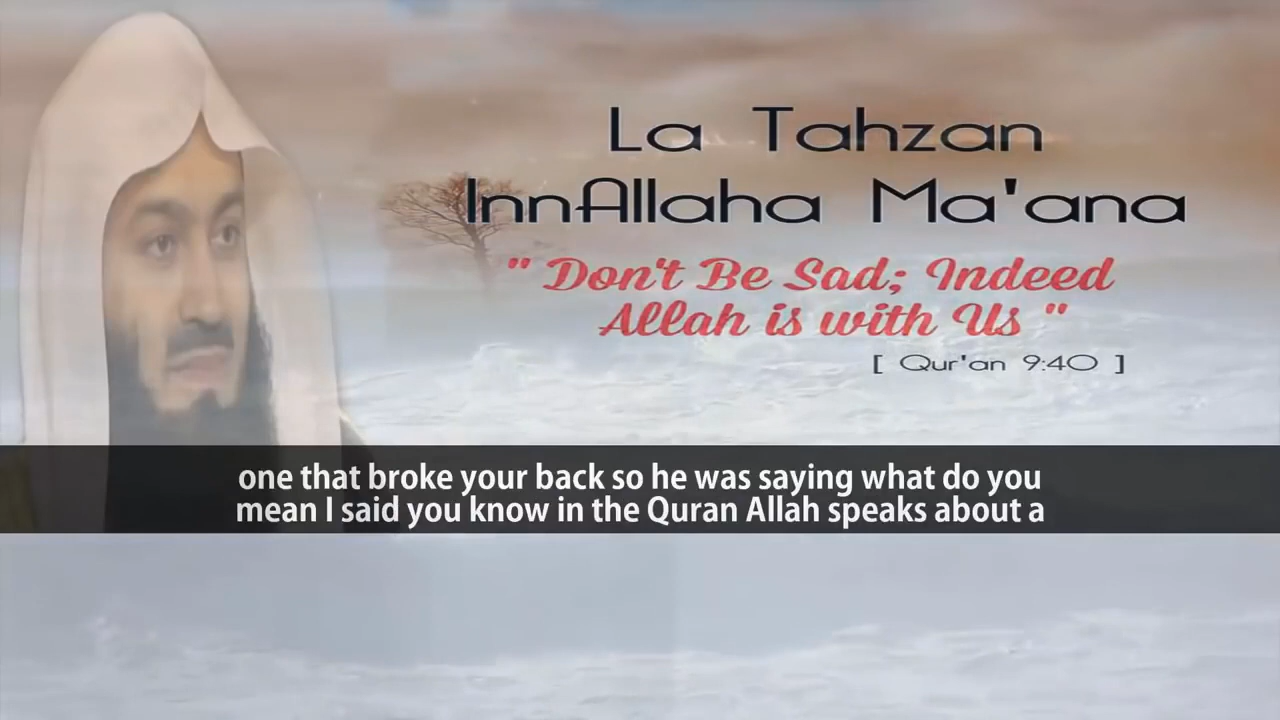 La Tahzan
InnAllaha Ma'ana
" Don't Be Sad; Indeed
Allah is with Us "
[ Qur'an 9:40 ]
one that broke your back so he was saying what do you
mean I said you know in the Quran Allah speaks about a